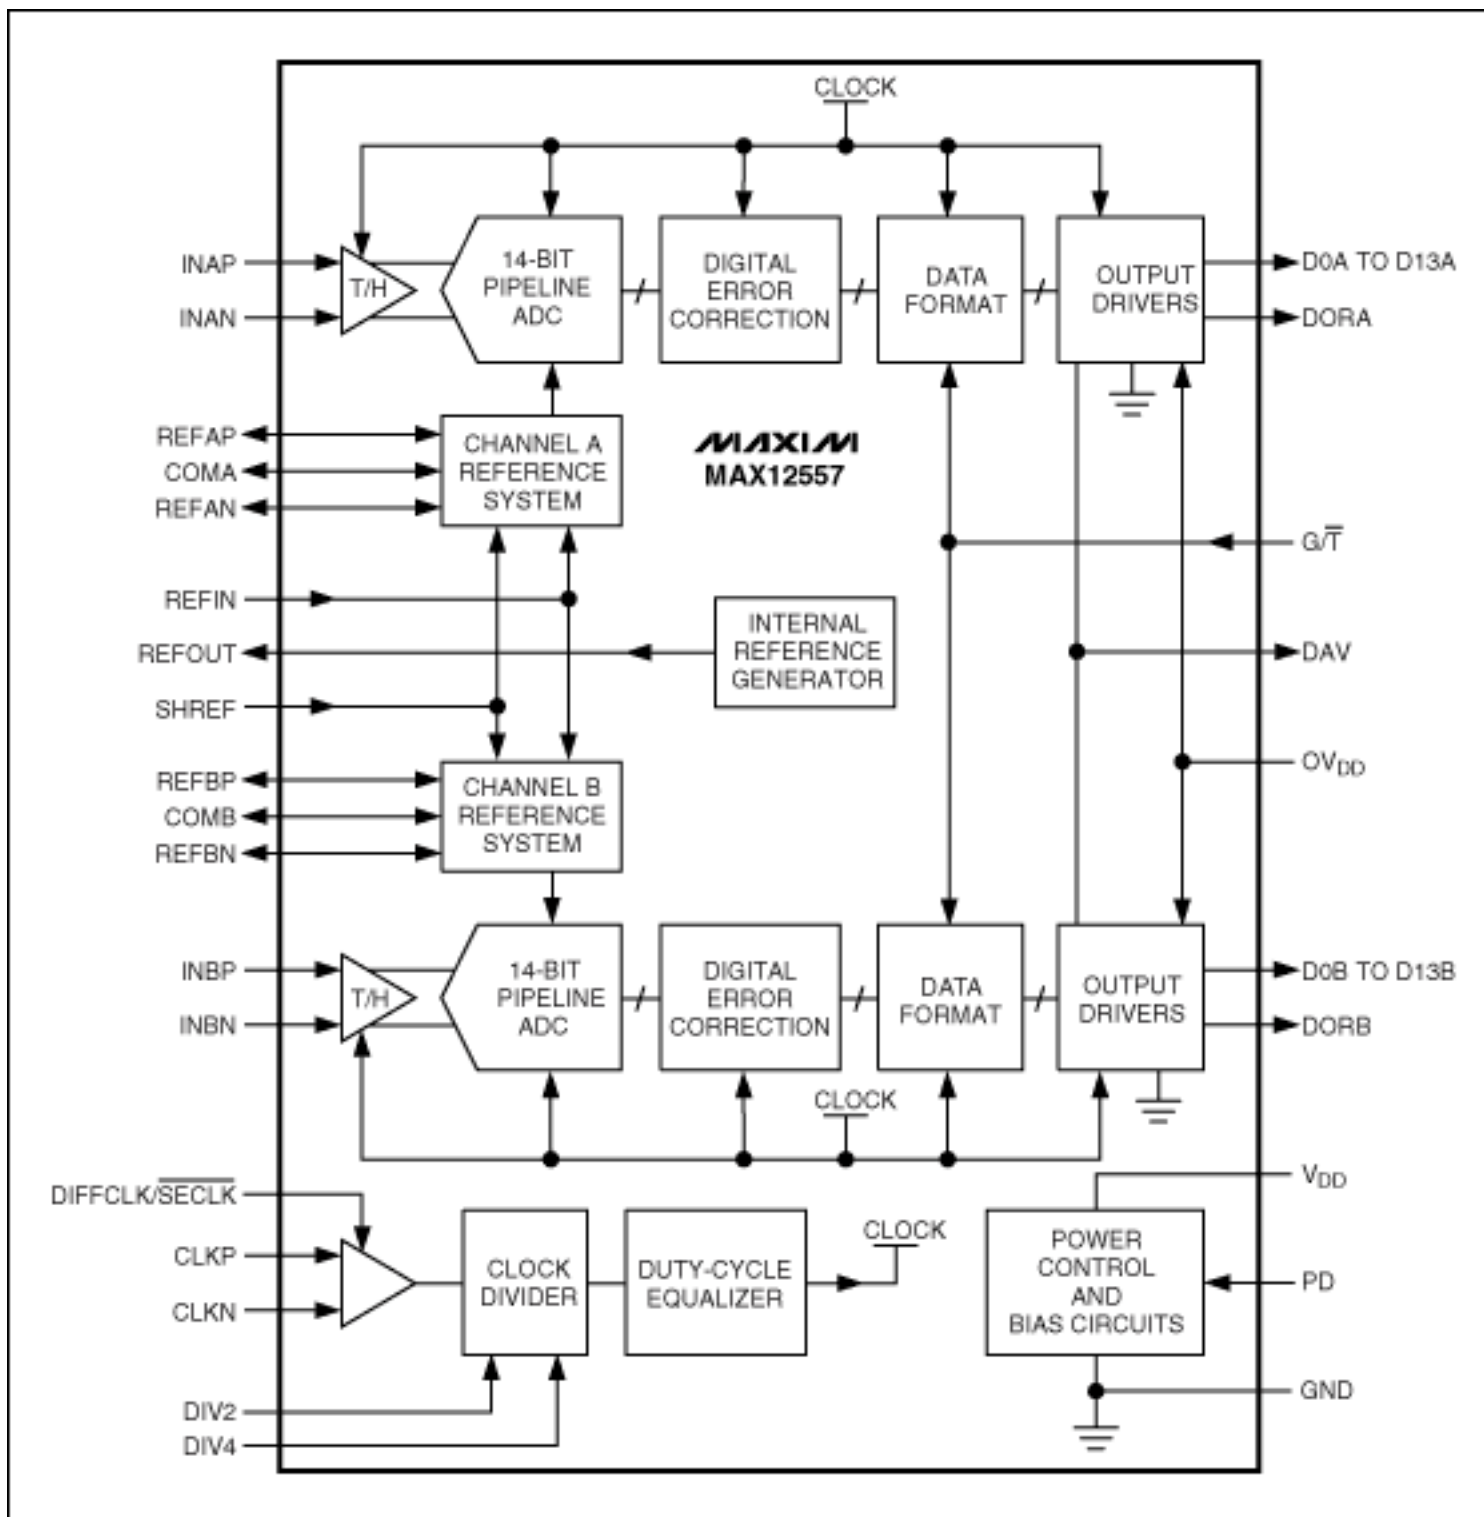 CLOCK
INAP
INAN
T/H
14-BIT
PIPELINE
ADC
DIGITAL
ERROR
CORRECTION
DATA
FORMAT
OUTPUT
DRIVERS
D0A TO D13A
DORA
REFAP
COMA
REFAN
CHANNEL A
REFERENCE
SYSTEM
MAXIM
MAX12557
G/T̅
REFIN
REFOUT
SHREF
INTERNAL
REFERENCE
GENERATOR
DAV
OVDD
REFBP
COMB
REFBN
CHANNEL B
REFERENCE
SYSTEM
INBP
INBN
T/H
14-BIT
PIPELINE
ADC
DIGITAL
ERROR
CORRECTION
DATA
FORMAT
OUTPUT
DRIVERS
D0B TO D13B
DORB
CLOCK
DIFFCLK/S̅E̅C̅L̅K̅
CLKP
CLKN
CLOCK
DIVIDER
DUTY-CYCLE
EQUALIZER
CLOCK
VDD
POWER
CONTROL
AND
BIAS CIRCUITS
PD
GND
DIV2
DIV4